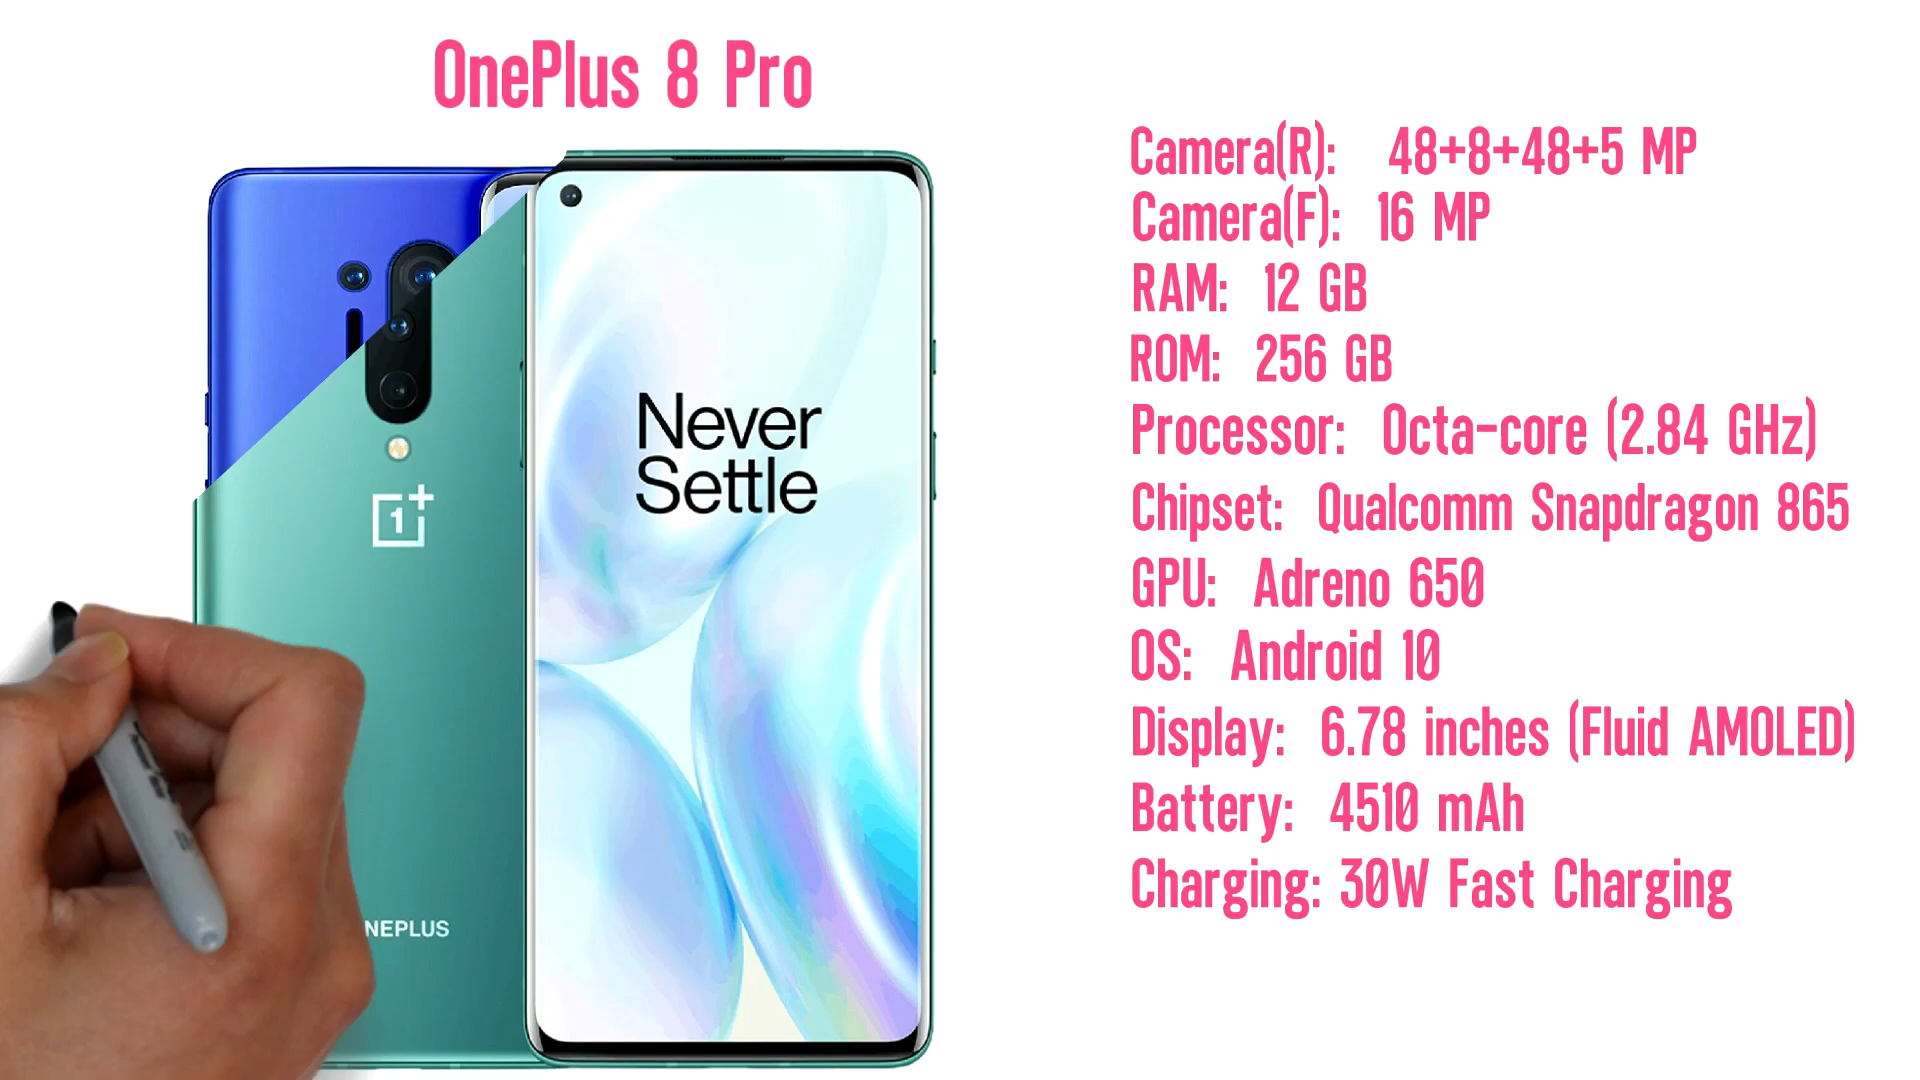 OnePlus 8 Pro
Camera(R): 48+8+48+5 MP
Camera(F): 16 MP
RAM: 12 GB
ROM: 256 GB
Processor: Octa-core (2.84 GHz)
Chipset: Qualcomm Snapdragon 865
GPU: Adreno 650
OS: Android 10
Display: 6.78 inches (Fluid AMOLED)
Battery: 4510 mAh
Charging: 30W Fast Charging
Never
Settle
1+
NEPLUS